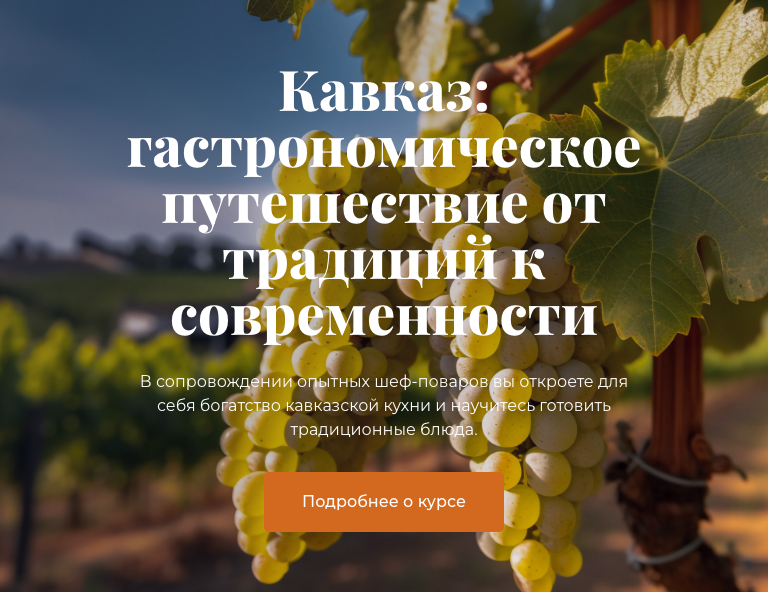 Кавказ:
гастрономическое
путешествие от
традиций к
современности
В сопровождении опытных шеф-поваров вы откроете для
себя богатство кавказской кухни и научитесь готовить
традиционные блюда.
Подробнее о курсе